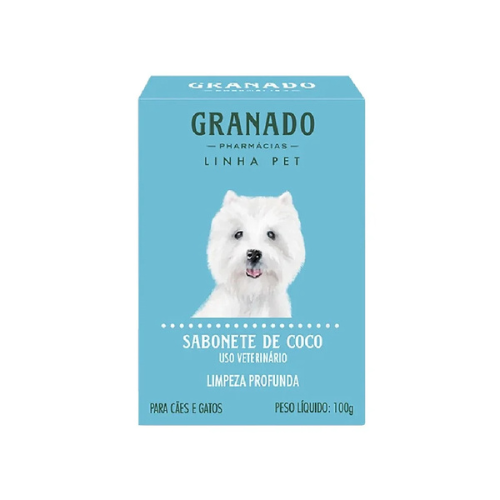 GRANADO
GRANADO
PHARMÁCIAS
LINHA PET
SABONETE DE COCO
USO VETERINÁRIO
LIMPEZA PROFUNDA
PARA CÃES E GATOS
PESO LÍQUIDO: 100g